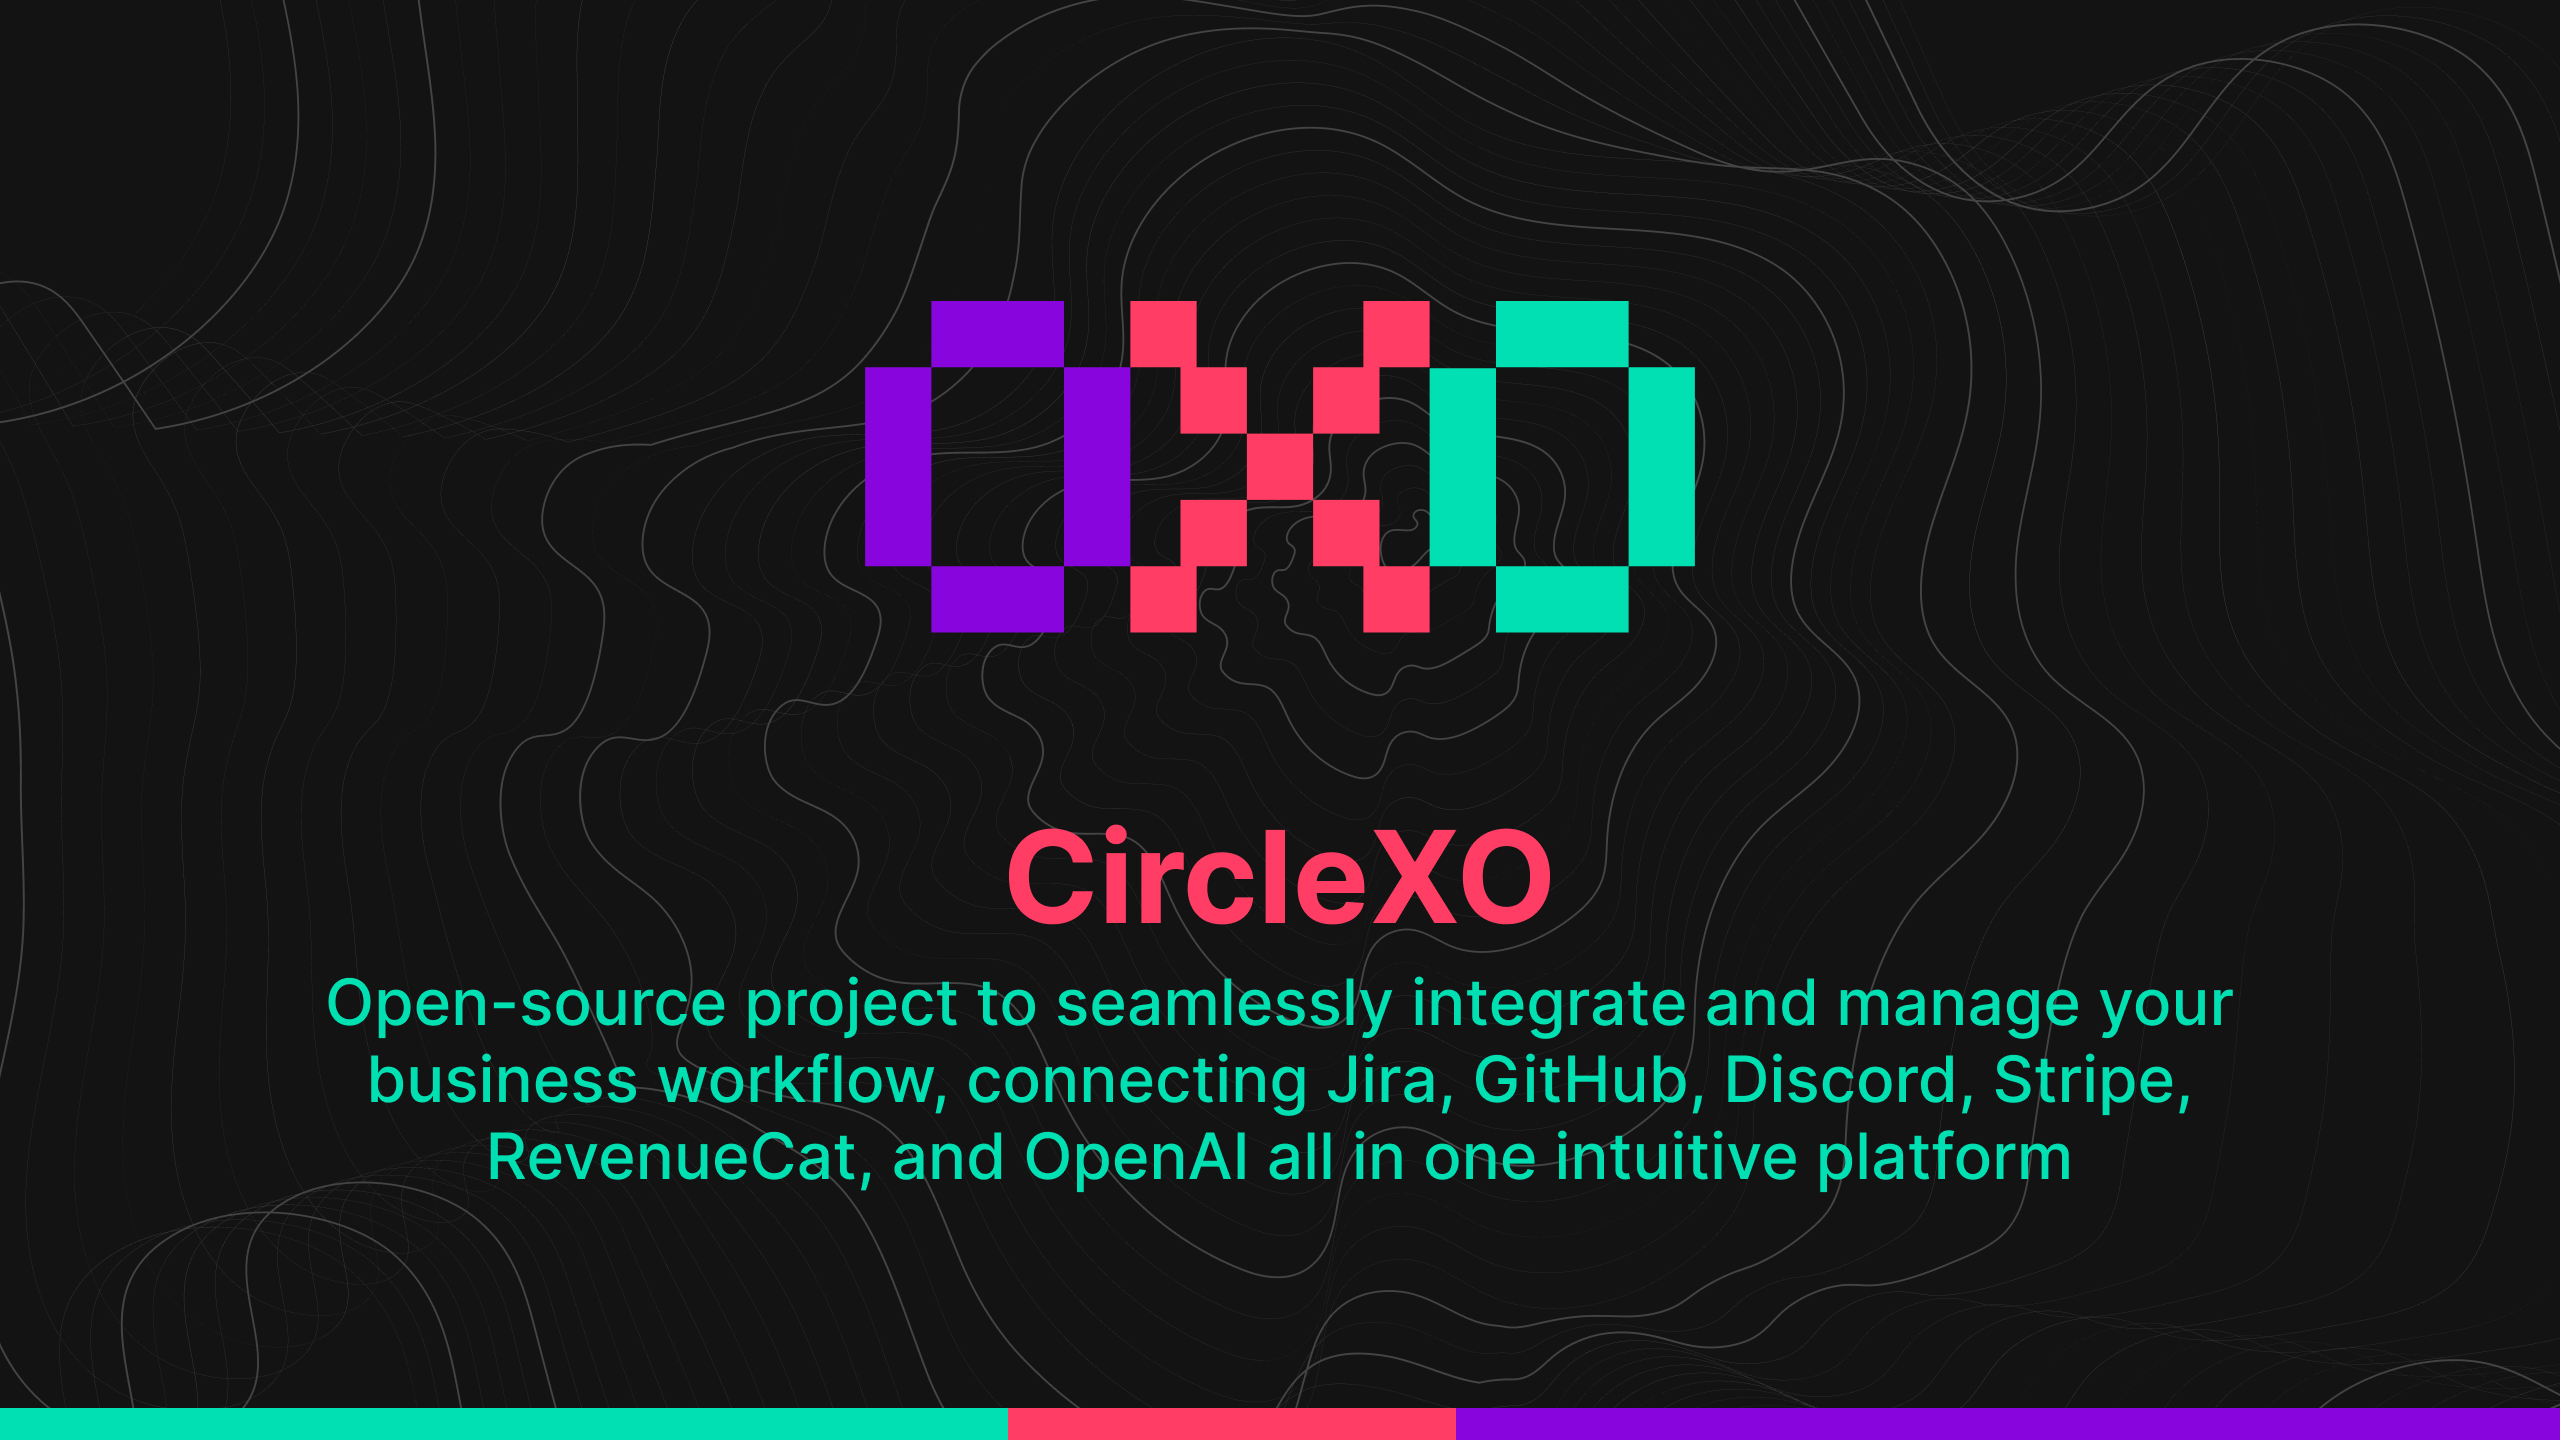 OXO
CircleXO
Open-source project to seamlessly integrate and manage your
business workflow, connecting Jira, GitHub, Discord, Stripe,
RevenueCat, and OpenAI all in one intuitive platform